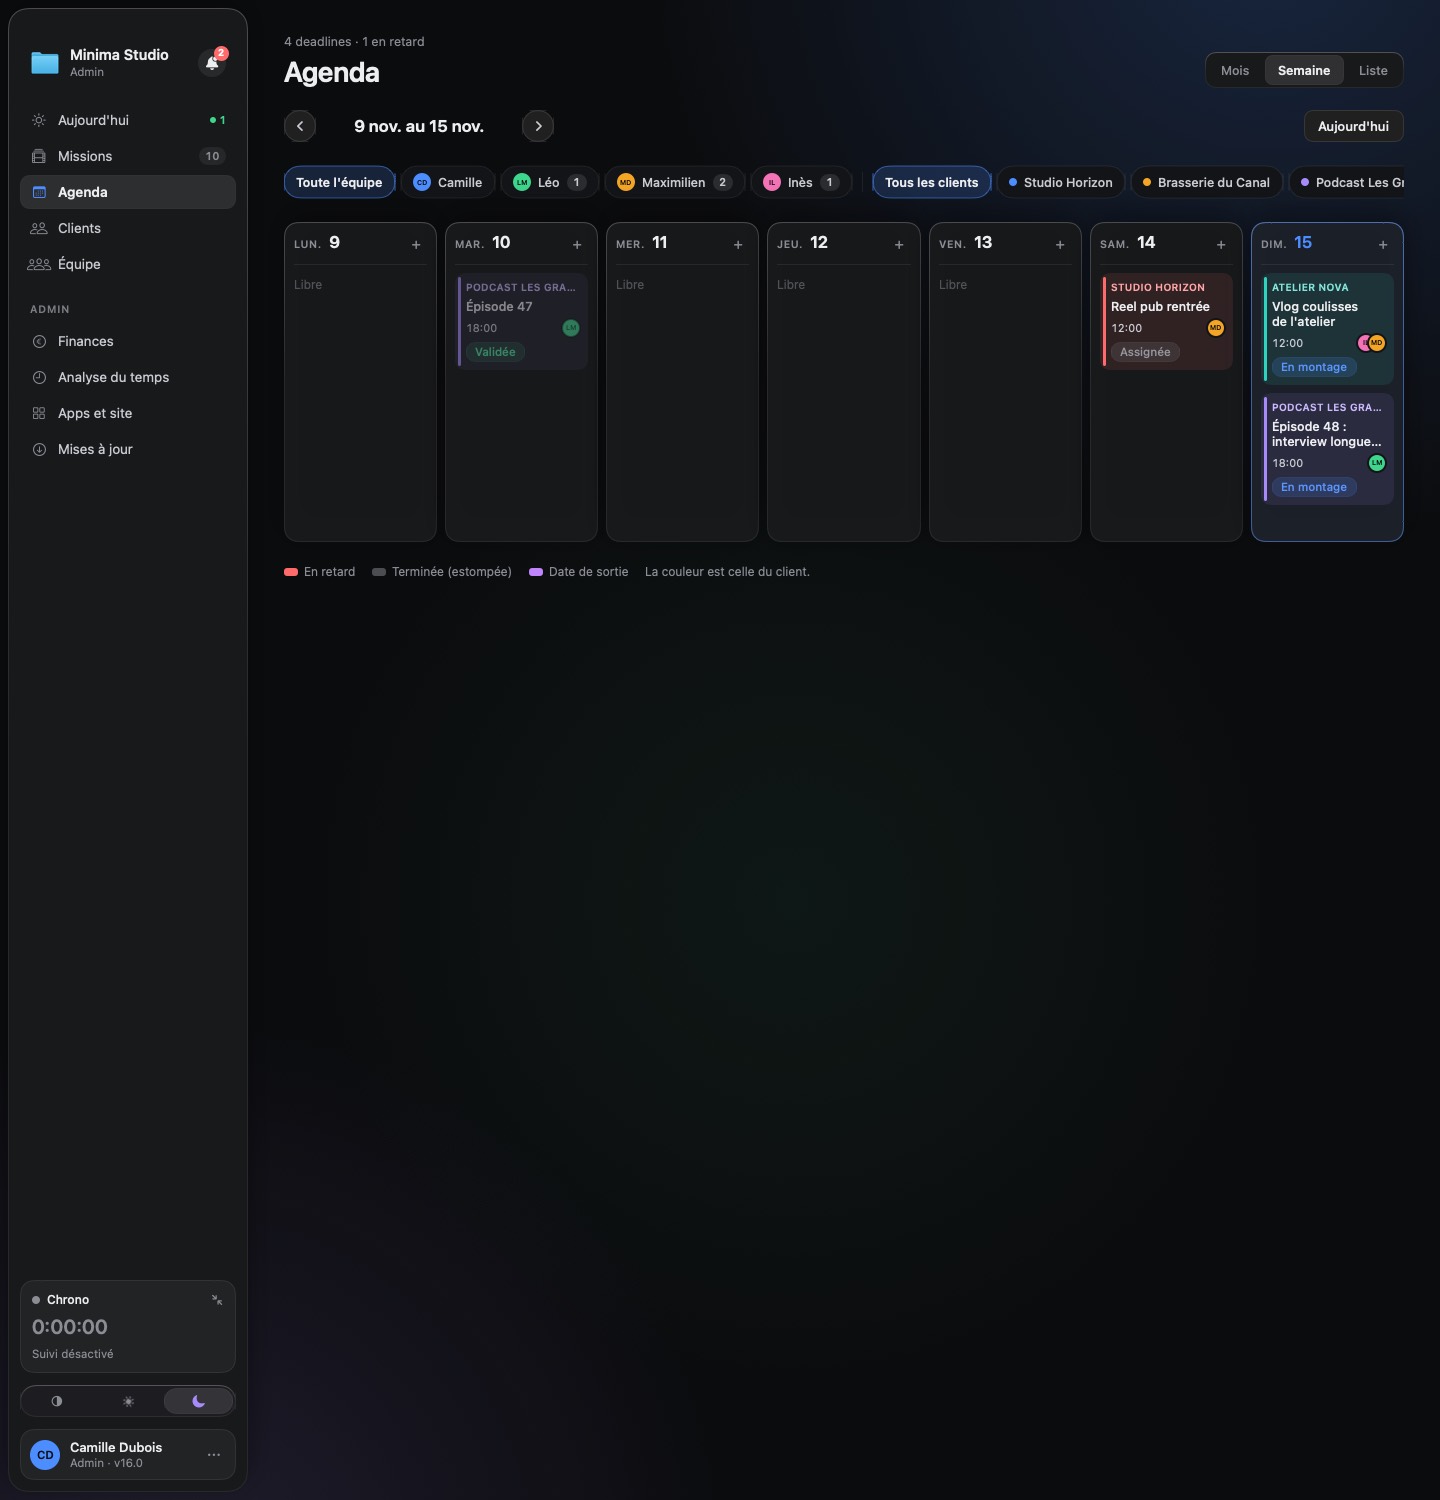 Minima Studio
Admin
2
Aujourd'hui
1
Missions
10
Agenda
Clients
Équipe
ADMIN
Finances
Analyse du temps
Apps et site
Mises à jour
Chrono
0:00:00
Suivi désactivé
CD
Camille Dubois
Admin · v16.0
4 deadlines · 1 en retard
Agenda
Mois
Semaine
Liste
9 nov. au 15 nov.
Aujourd'hui
Toute l'équipe
CD Camille
LM Léo 1
MD Maximilien 2
IL Inès 1
Tous les clients
Studio Horizon
Brasserie du Canal
Podcast Les Gr
LUN. 9 +
Libre
MAR. 10 +
PODCAST LES GRA...
Épisode 47
18:00 LM
Validée
MER. 11 +
Libre
JEU. 12 +
Libre
VEN. 13 +
Libre
SAM. 14 +
STUDIO HORIZON
Reel pub rentrée
12:00 MD
Assignée
DIM. 15 +
ATELIER NOVA
Vlog coulisses
de l'atelier
12:00 MD
En montage
PODCAST LES GRA...
Épisode 48 :
interview longue...
18:00 LM
En montage
En retard
Terminée (estompée)
Date de sortie
La couleur est celle du client.